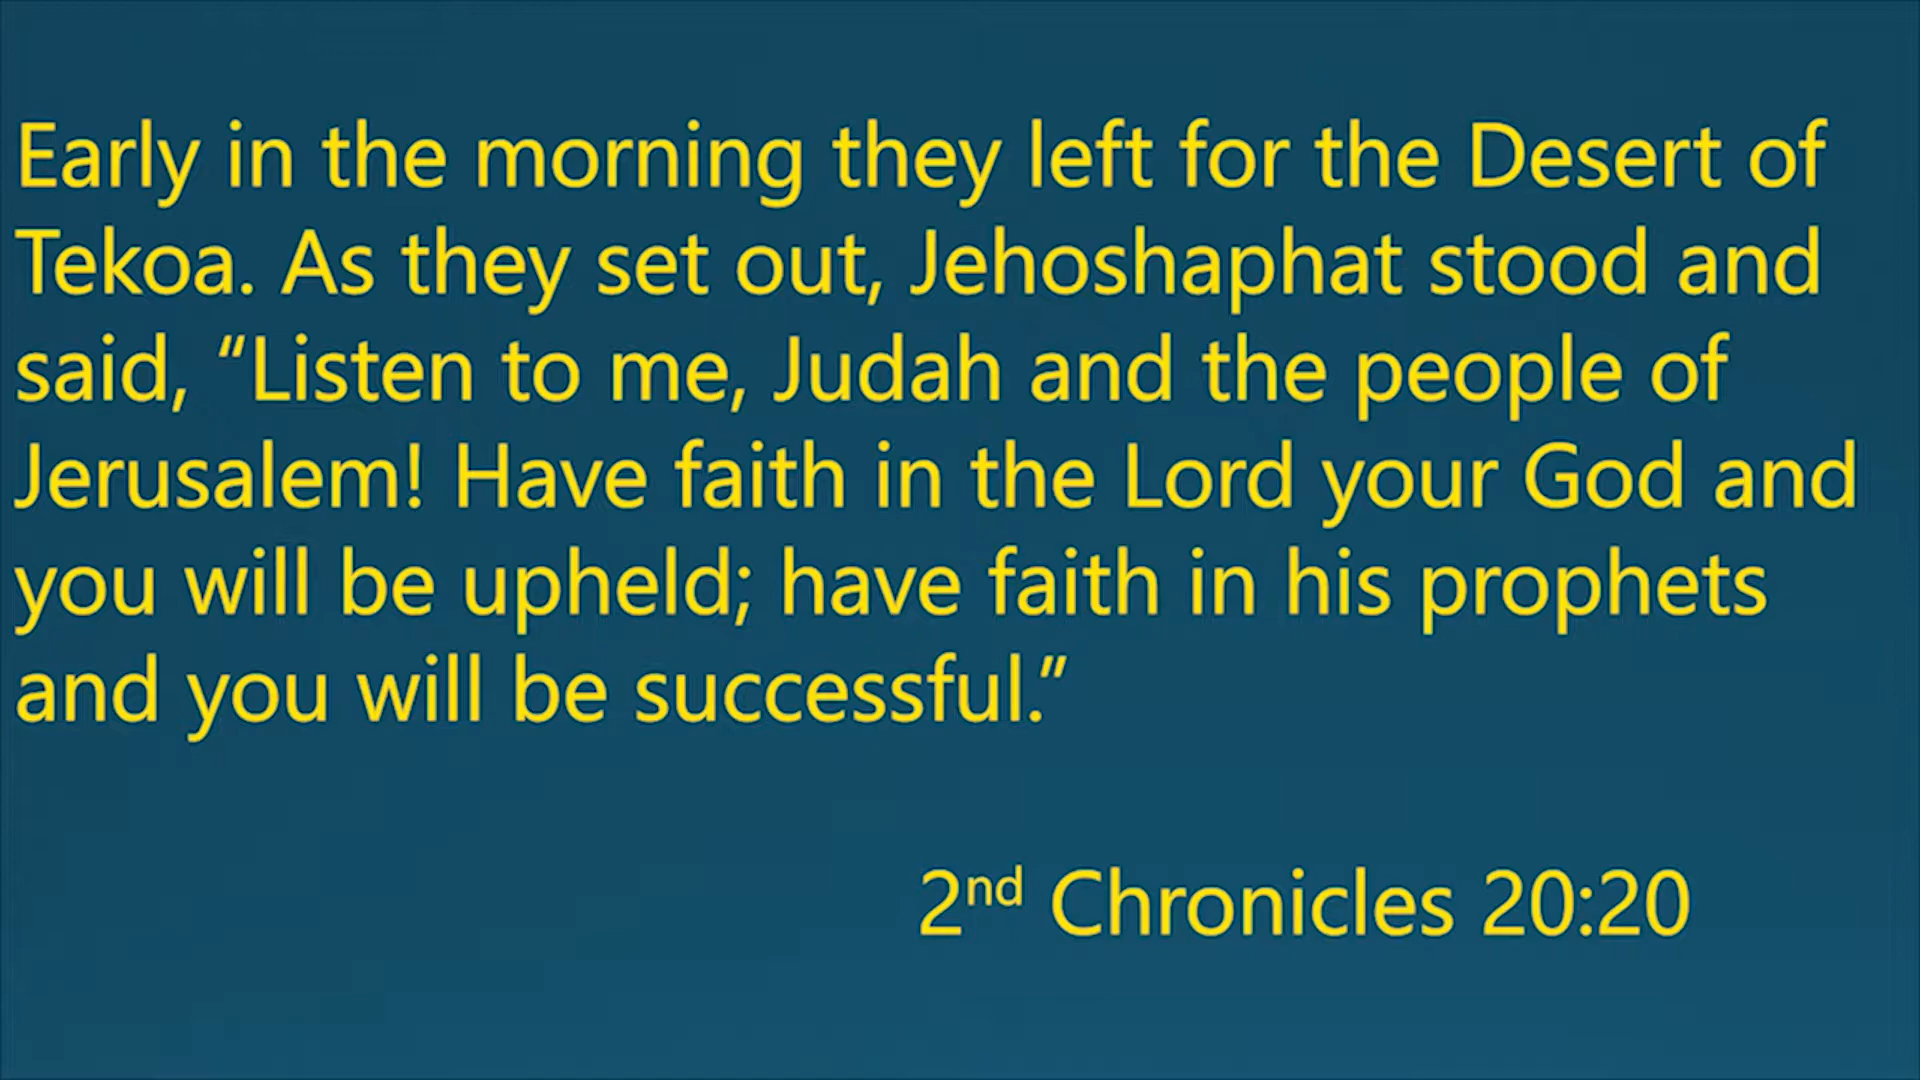 Early in the morning they left for the Desert of
Tekoa. As they set out, Jehoshaphat stood and
said, “Listen to me, Judah and the people of
Jerusalem! Have faith in the Lord your God and
you will be upheld; have faith in his prophets
and you will be successful.”
2nd Chronicles 20:20